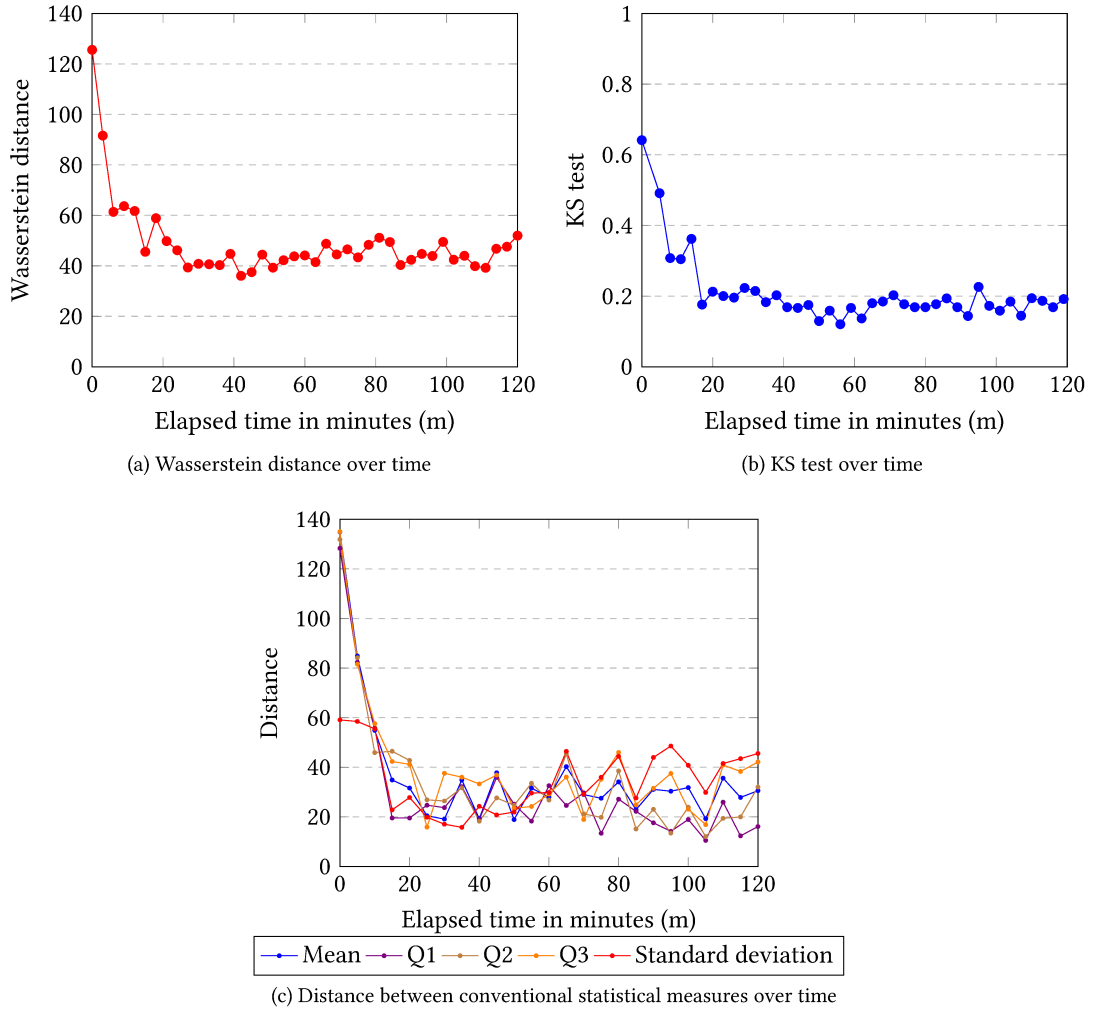 140
120
100
80
60
40
20
0
Wasserstein distance
0 20 40 60 80 100 120
Elapsed time in minutes (m)
(a) Wasserstein distance over time
1
0.8
0.6
0.4
0.2
0
KS test
0 20 40 60 80 100 120
Elapsed time in minutes (m)
(b) KS test over time
140
120
100
80
60
40
20
0
Distance
0 20 40 60 80 100 120
Elapsed time in minutes (m)
Mean Q1 Q2 Q3 Standard deviation
(c) Distance between conventional statistical measures over time